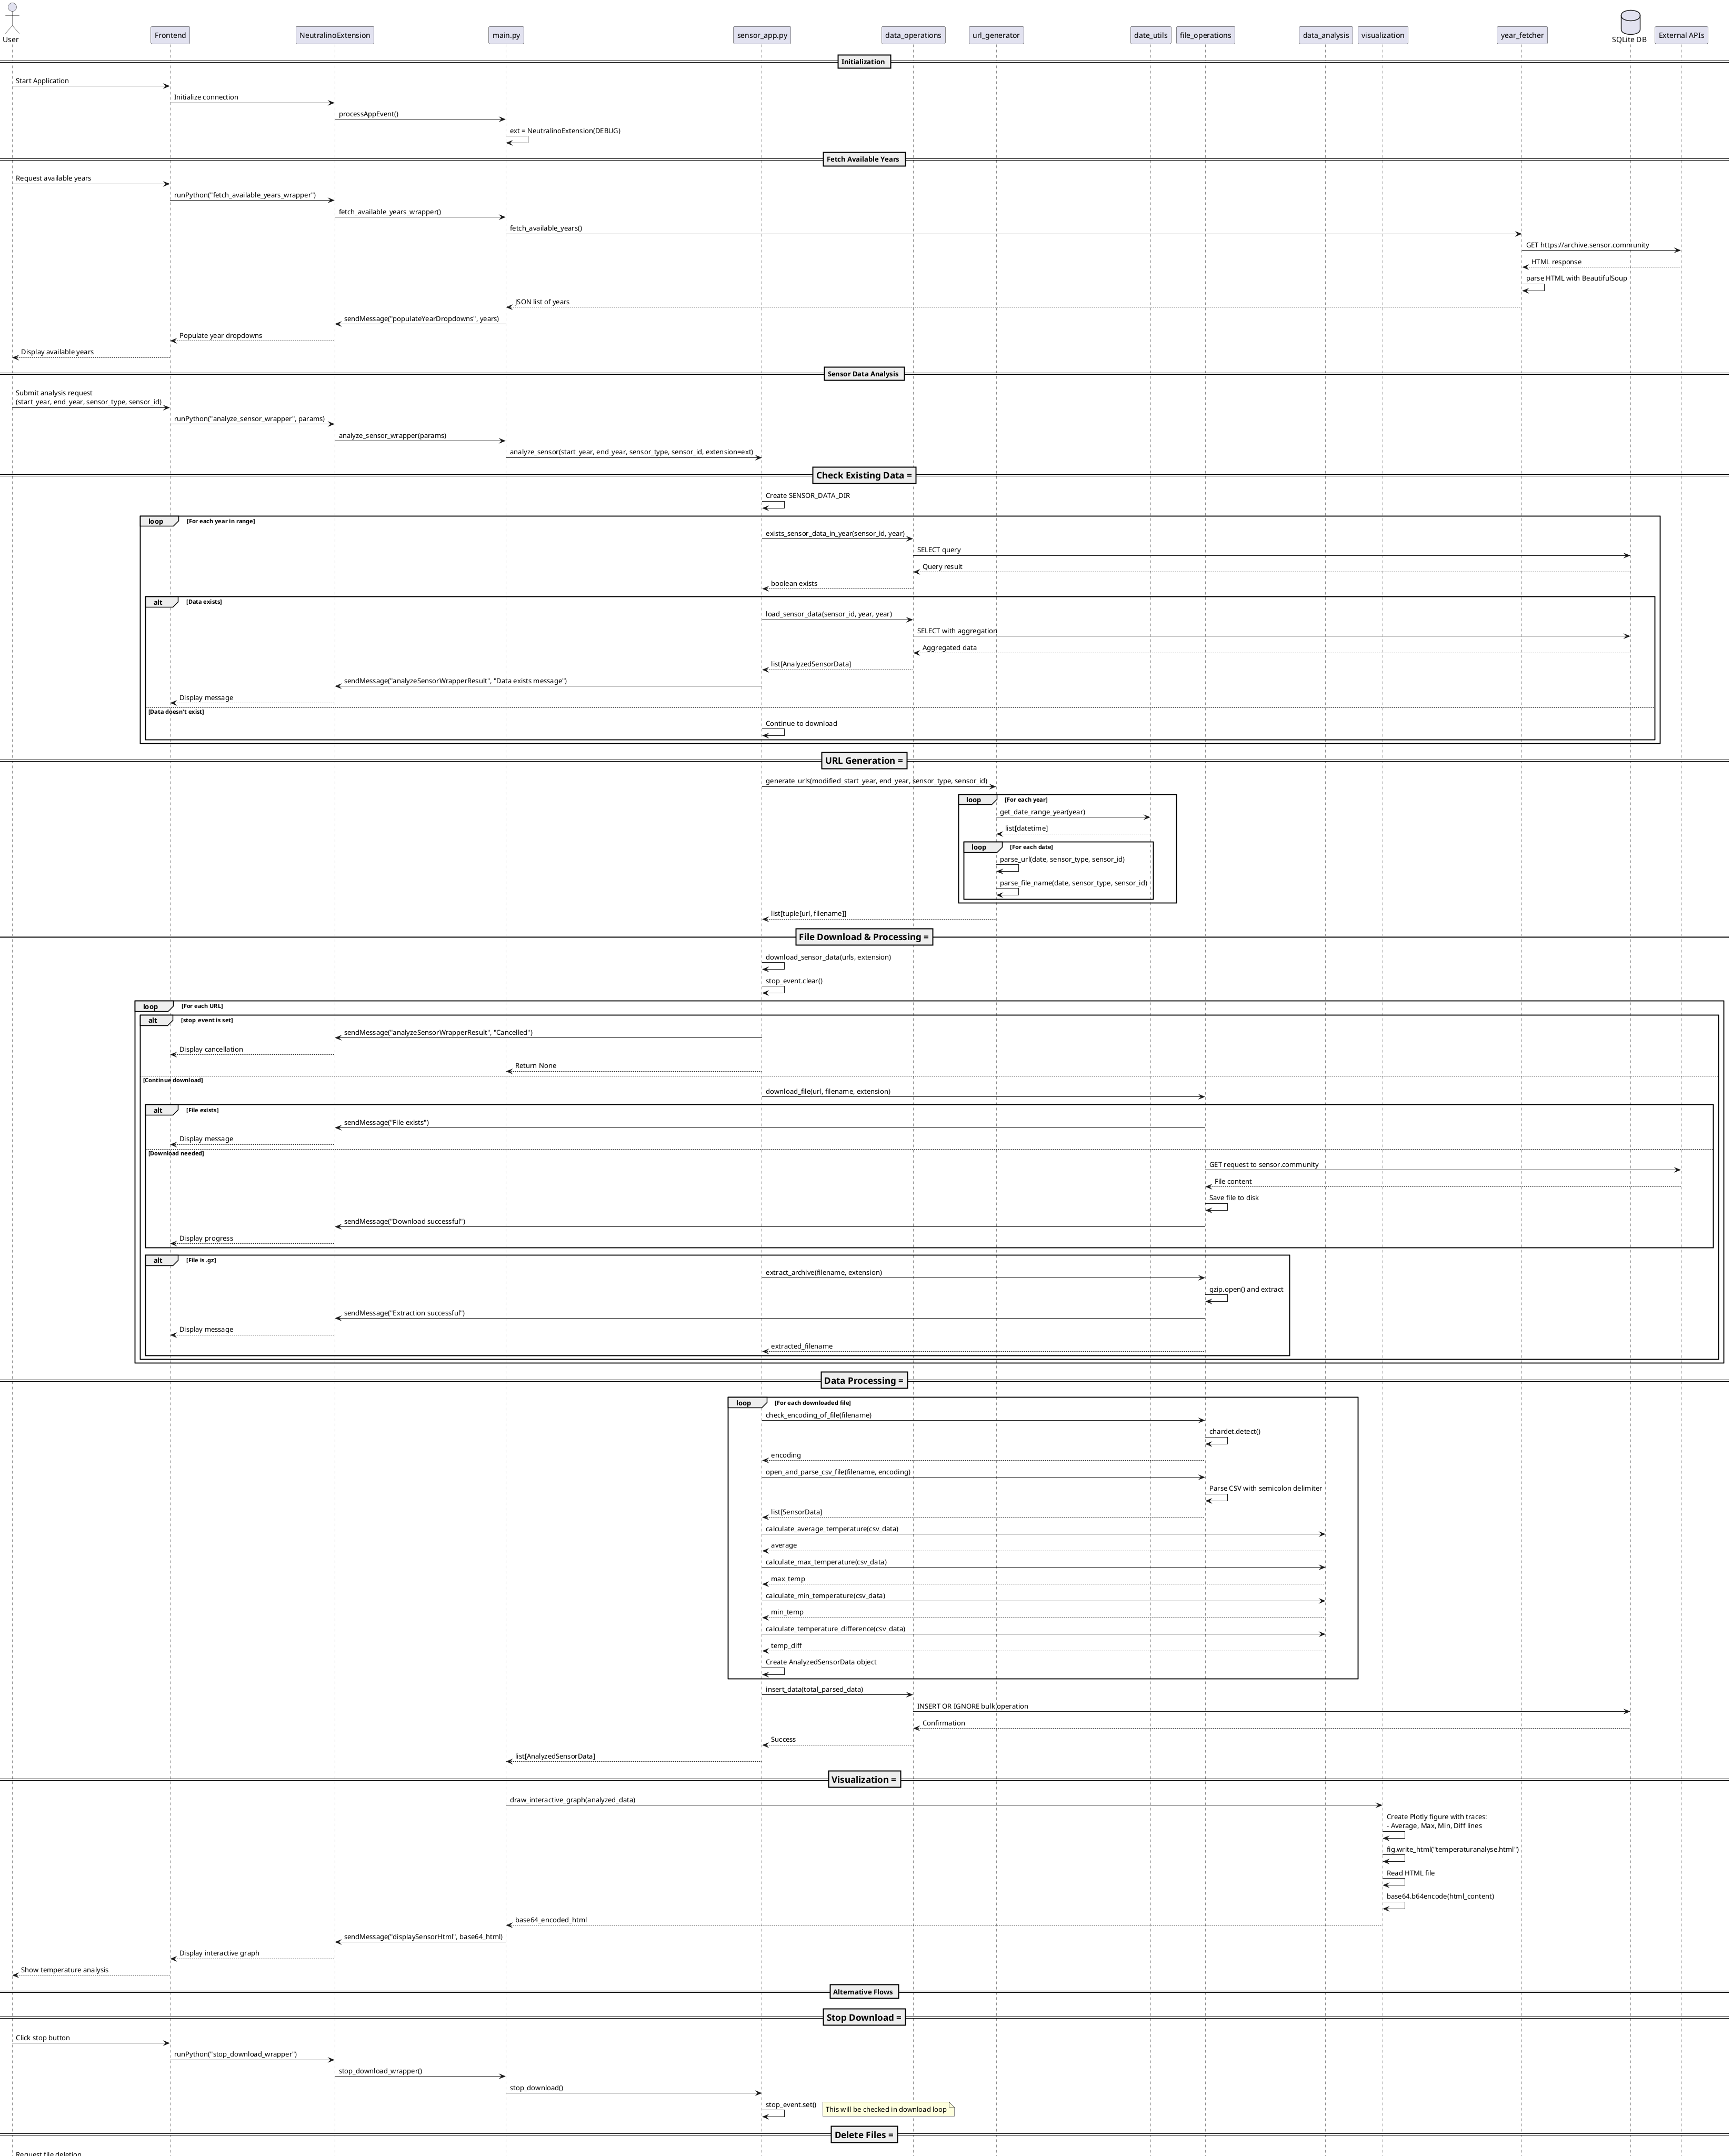 User
Frontend
NeutralinoExtension
main.py
sensor_app.py
data_operations
url_generator
date_utils
file_operations
data_analysis
visualization
year_fetcher
SQLite DB
External APIs
Initialization
Start Application
Initialize connection
processAppEvent()
ext = NeutralinoExtension(DEBUG)
Fetch Available Years
Request available years
runPython("fetch_available_years_wrapper")
fetch_available_years_wrapper()
fetch_available_years()
GET https://archive.sensor.community
HTML response
parse HTML with BeautifulSoup
JSON list of years
sendMessage("populateYearDropdowns", years)
Populate year dropdowns
Display available years
Sensor Data Analysis
Submit analysis request
(start_year, end_year, sensor_type, sensor_id)
runPython("analyze_sensor_wrapper", params)
analyze_sensor_wrapper(params)
analyze_sensor(start_year, end_year, sensor_type, sensor_id, extension=ext)
Check Existing Data =
Create SENSOR_DATA_DIR
loop [For each year in range]
exists_sensor_data_in_year(sensor_id, year)
SELECT query
Query result
boolean exists
alt [Data exists]
load_sensor_data(sensor_id, year, year)
SELECT with aggregation
Aggregated data
list[AnalyzedSensorData]
sendMessage("analyzeSensorWrapperResult", "Data exists message")
Display message
[Data doesn't exist]
Continue to download
URL Generation =
generate_urls(modified_start_year, end_year, sensor_type, sensor_id)
loop [For each year]
get_date_range_year(year)
list[datetime]
loop [For each date]
parse_url(date, sensor_type, sensor_id)
parse_file_name(date, sensor_type, sensor_id)
list[tuple[url, filename]]
File Download & Processing =
download_sensor_data(urls, extension)
stop_event.clear()
loop [For each URL]
alt [stop_event is set]
sendMessage("analyzeSensorWrapperResult", "Cancelled")
Display cancellation
Return None
[Continue download]
download_file(url, filename, extension)
alt [File exists]
sendMessage("File exists")
Display message
[Download needed]
GET request to sensor.community
File content
Save file to disk
sendMessage("Download successful")
Display progress
alt [File is .gz]
extract_archive(filename, extension)
gzip.open() and extract
sendMessage("Extraction successful")
Display message
extracted_filename
Data Processing =
loop [For each downloaded file]
check_encoding_of_file(filename)
chardet.detect()
encoding
open_and_parse_csv_file(filename, encoding)
Parse CSV with semicolon delimiter
list[SensorData]
calculate_average_temperature(csv_data)
average
calculate_max_temperature(csv_data)
max_temp
calculate_min_temperature(csv_data)
min_temp
calculate_temperature_difference(csv_data)
temp_diff
Create AnalyzedSensorData object
insert_data(total_parsed_data)
INSERT OR IGNORE bulk operation
Confirmation
Success
list[AnalyzedSensorData]
Visualization =
draw_interactive_graph(analyzed_data)
Create Plotly figure with traces:
- Average, Max, Min, Diff lines
fig.write_html("temperaturanalyse.html")
Read HTML file
base64.b64encode(html_content)
base64_encoded_html
sendMessage("displaySensorHtml", base64_html)
Display interactive graph
Show temperature analysis
Alternative Flows
Stop Download =
Click stop button
runPython("stop_download_wrapper")
stop_download_wrapper()
stop_download()
stop_event.set()
This will be checked in download loop
Delete Files =
Request file deletion